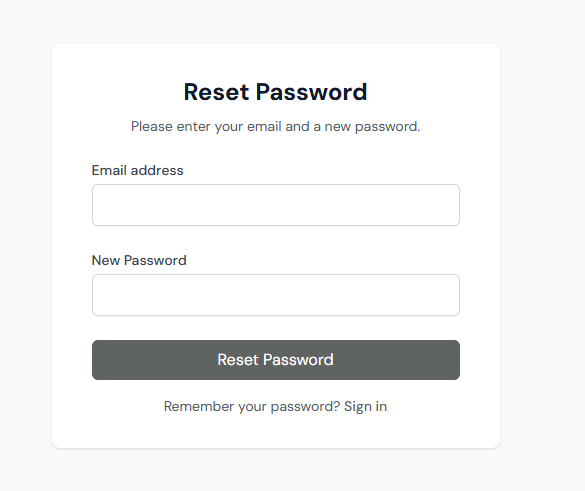 Reset Password
Please enter your email and a new password.
Email address
New Password
Reset Password
Remember your password? Sign in